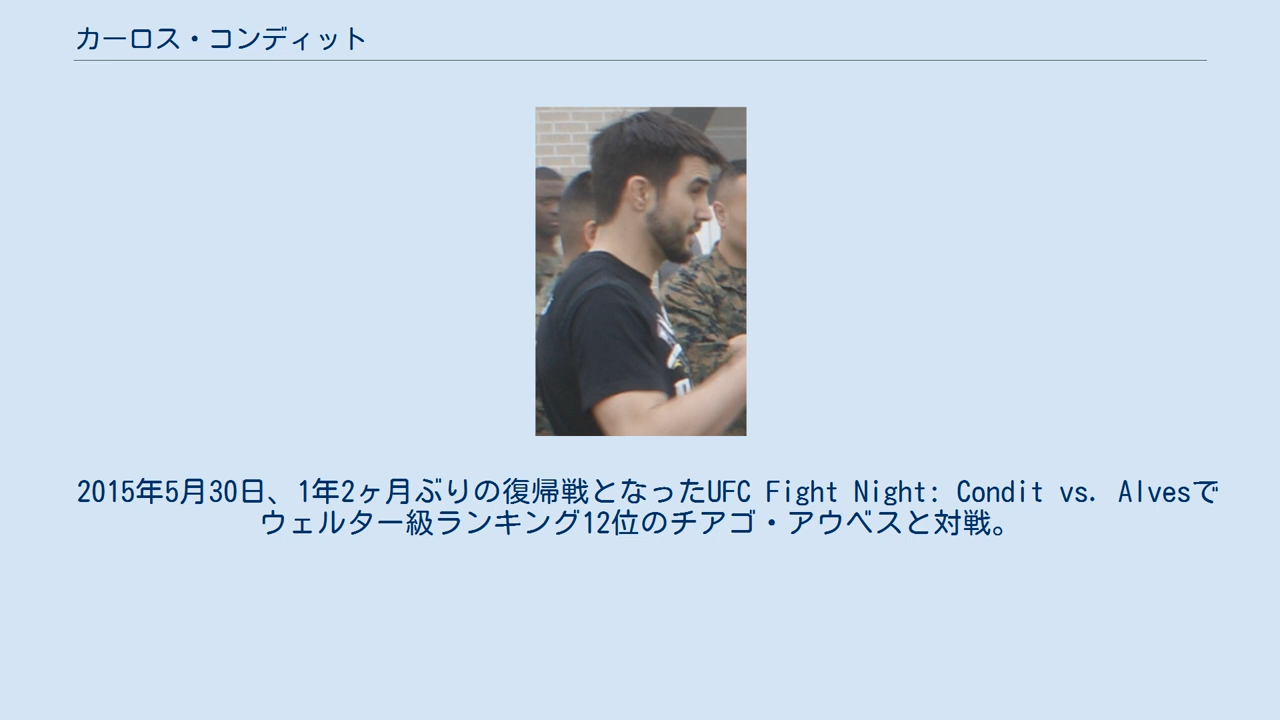 カーロス・コンディット
2015年5月30日、1年2ヶ月ぶりの復帰戦となったUFC Fight Night: Condit vs. Alvesで
ウェルター級ランキング12位のチアゴ・アウベスと対戦。